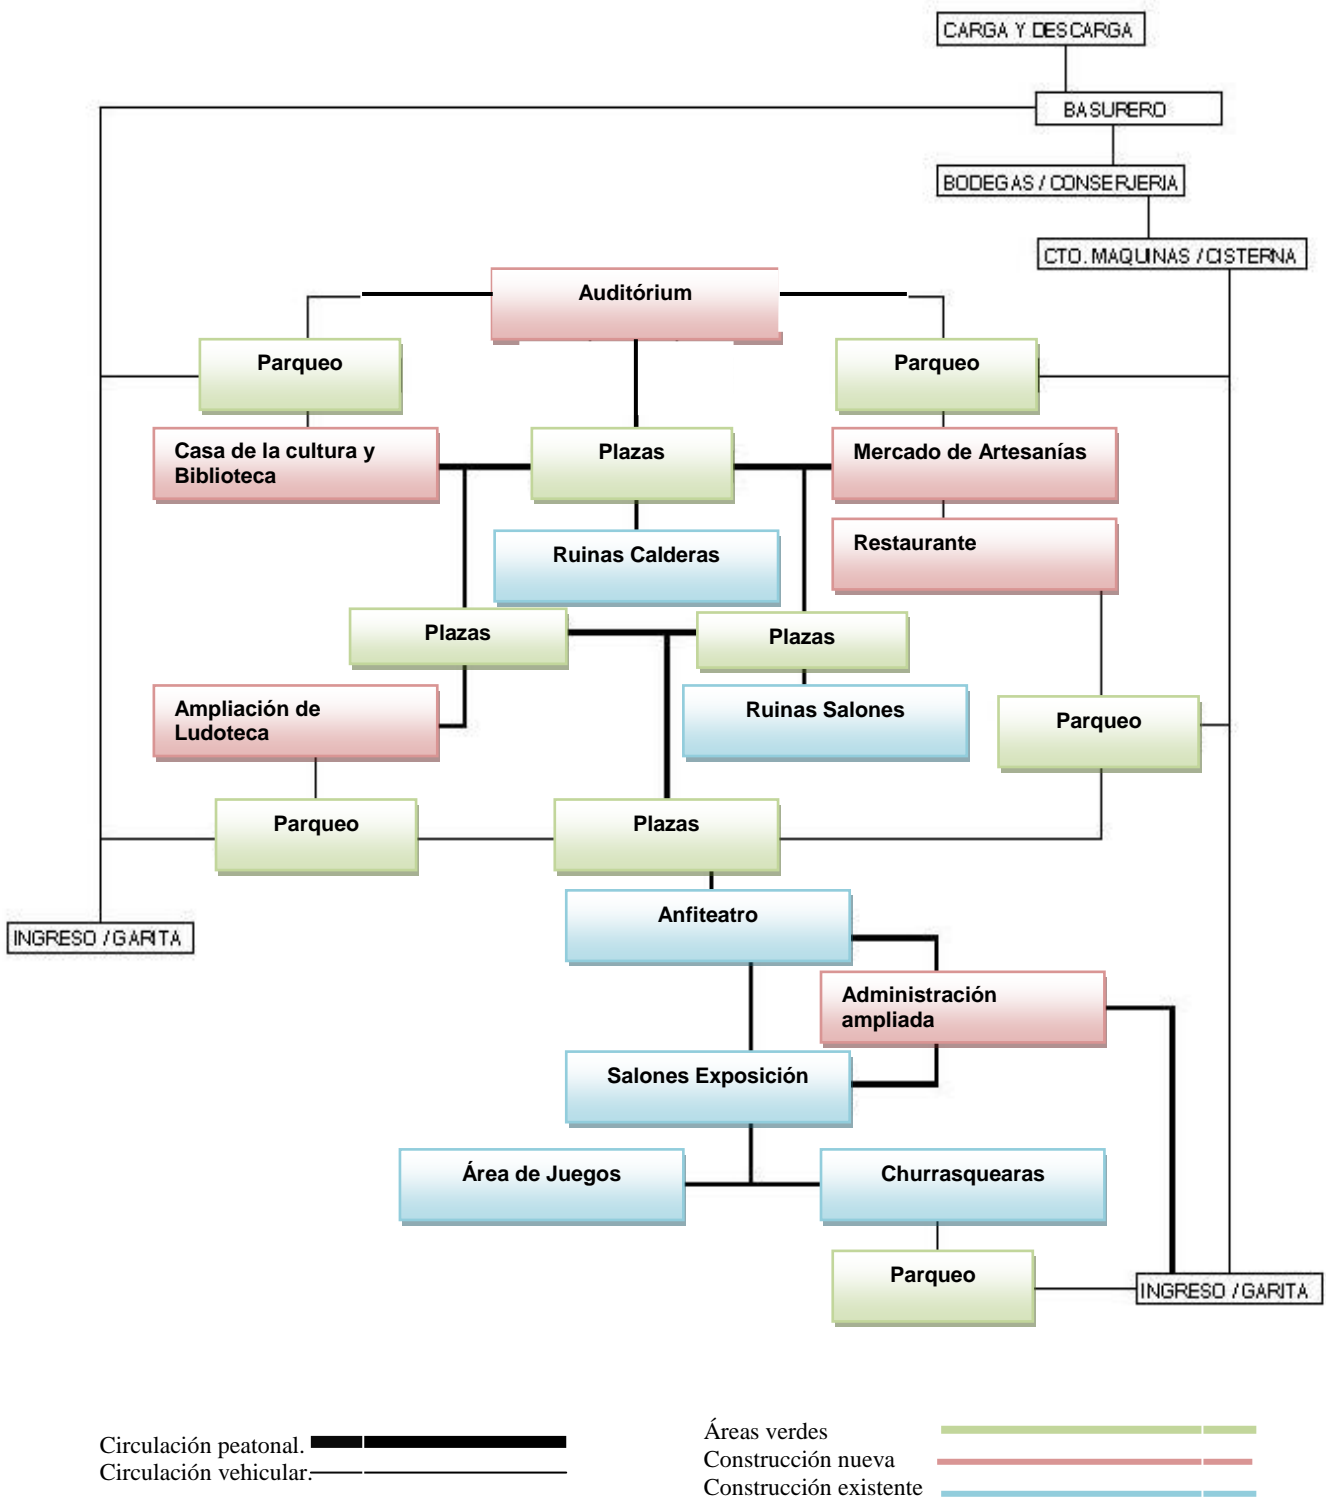 CARGA Y DESCARGA
BASURERO
BODEGAS / CONSERJERIA
CTO. MAQUINAS / CISTERNA
Auditórium
Parqueo
Parqueo
Casa de la cultura y
Biblioteca
Plazas
Mercado de Artesanías
Ruinas Calderas
Restaurante
Plazas
Plazas
Ampliación de
Ludoteca
Ruinas Salones
Parqueo
Parqueo
Plazas
Anfiteatro
INGRESO / GARITA
Administración
ampliada
Salones Exposición
Área de Juegos
Churrasquearas
Parqueo
INGRESO / GARITA
Circulación peatonal.
Circulación vehicular.
Áreas verdes
Construcción nueva
Construcción existente